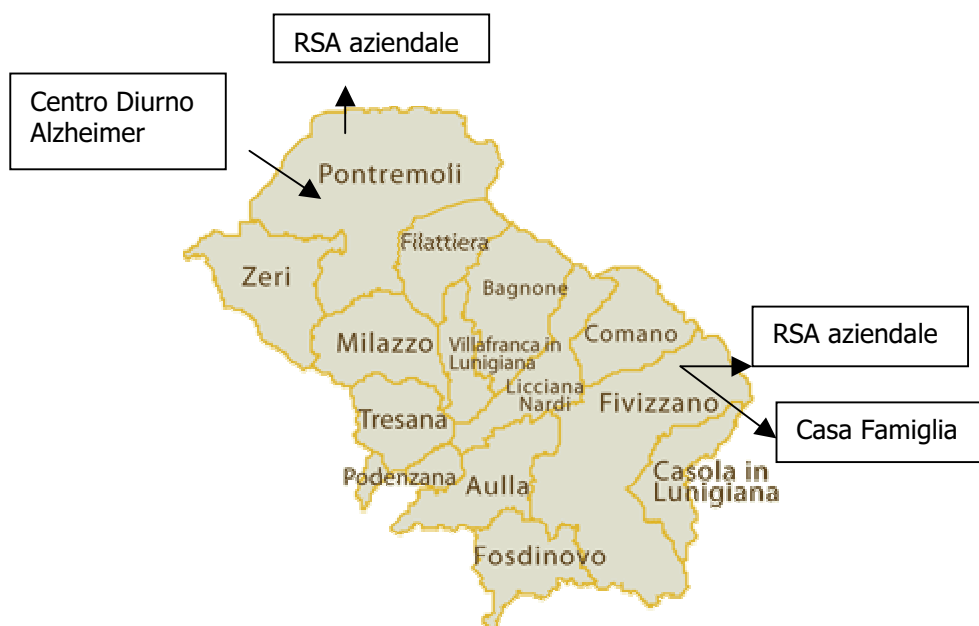 RSA aziendale
Centro Diurno
Alzheimer
Pontremoli
Filattiera
Zeri
Bagnone
Comano
RSA aziendale
Milazzo
Villafranca in
Lunigiana
Licciana
Nardi
Fivizzano
Tresana
Casa Famiglia
Podenzana
Aulla
Casola in
Lunigiana
Fosdinovo